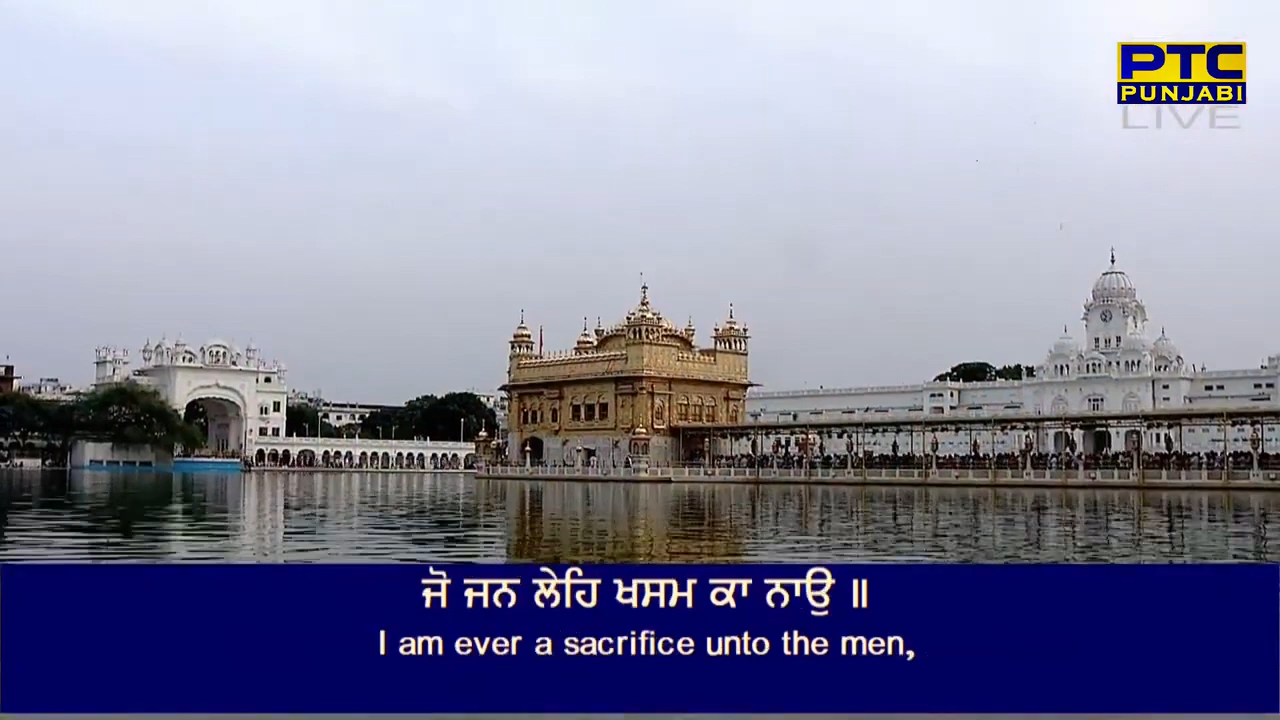 PTC
PUNJABI
LIVE
ਜੋ ਜਨ ਲੇਹਿ ਖਸਮ ਕਾ ਨਾਉ ॥
I am ever a sacrifice unto the men,